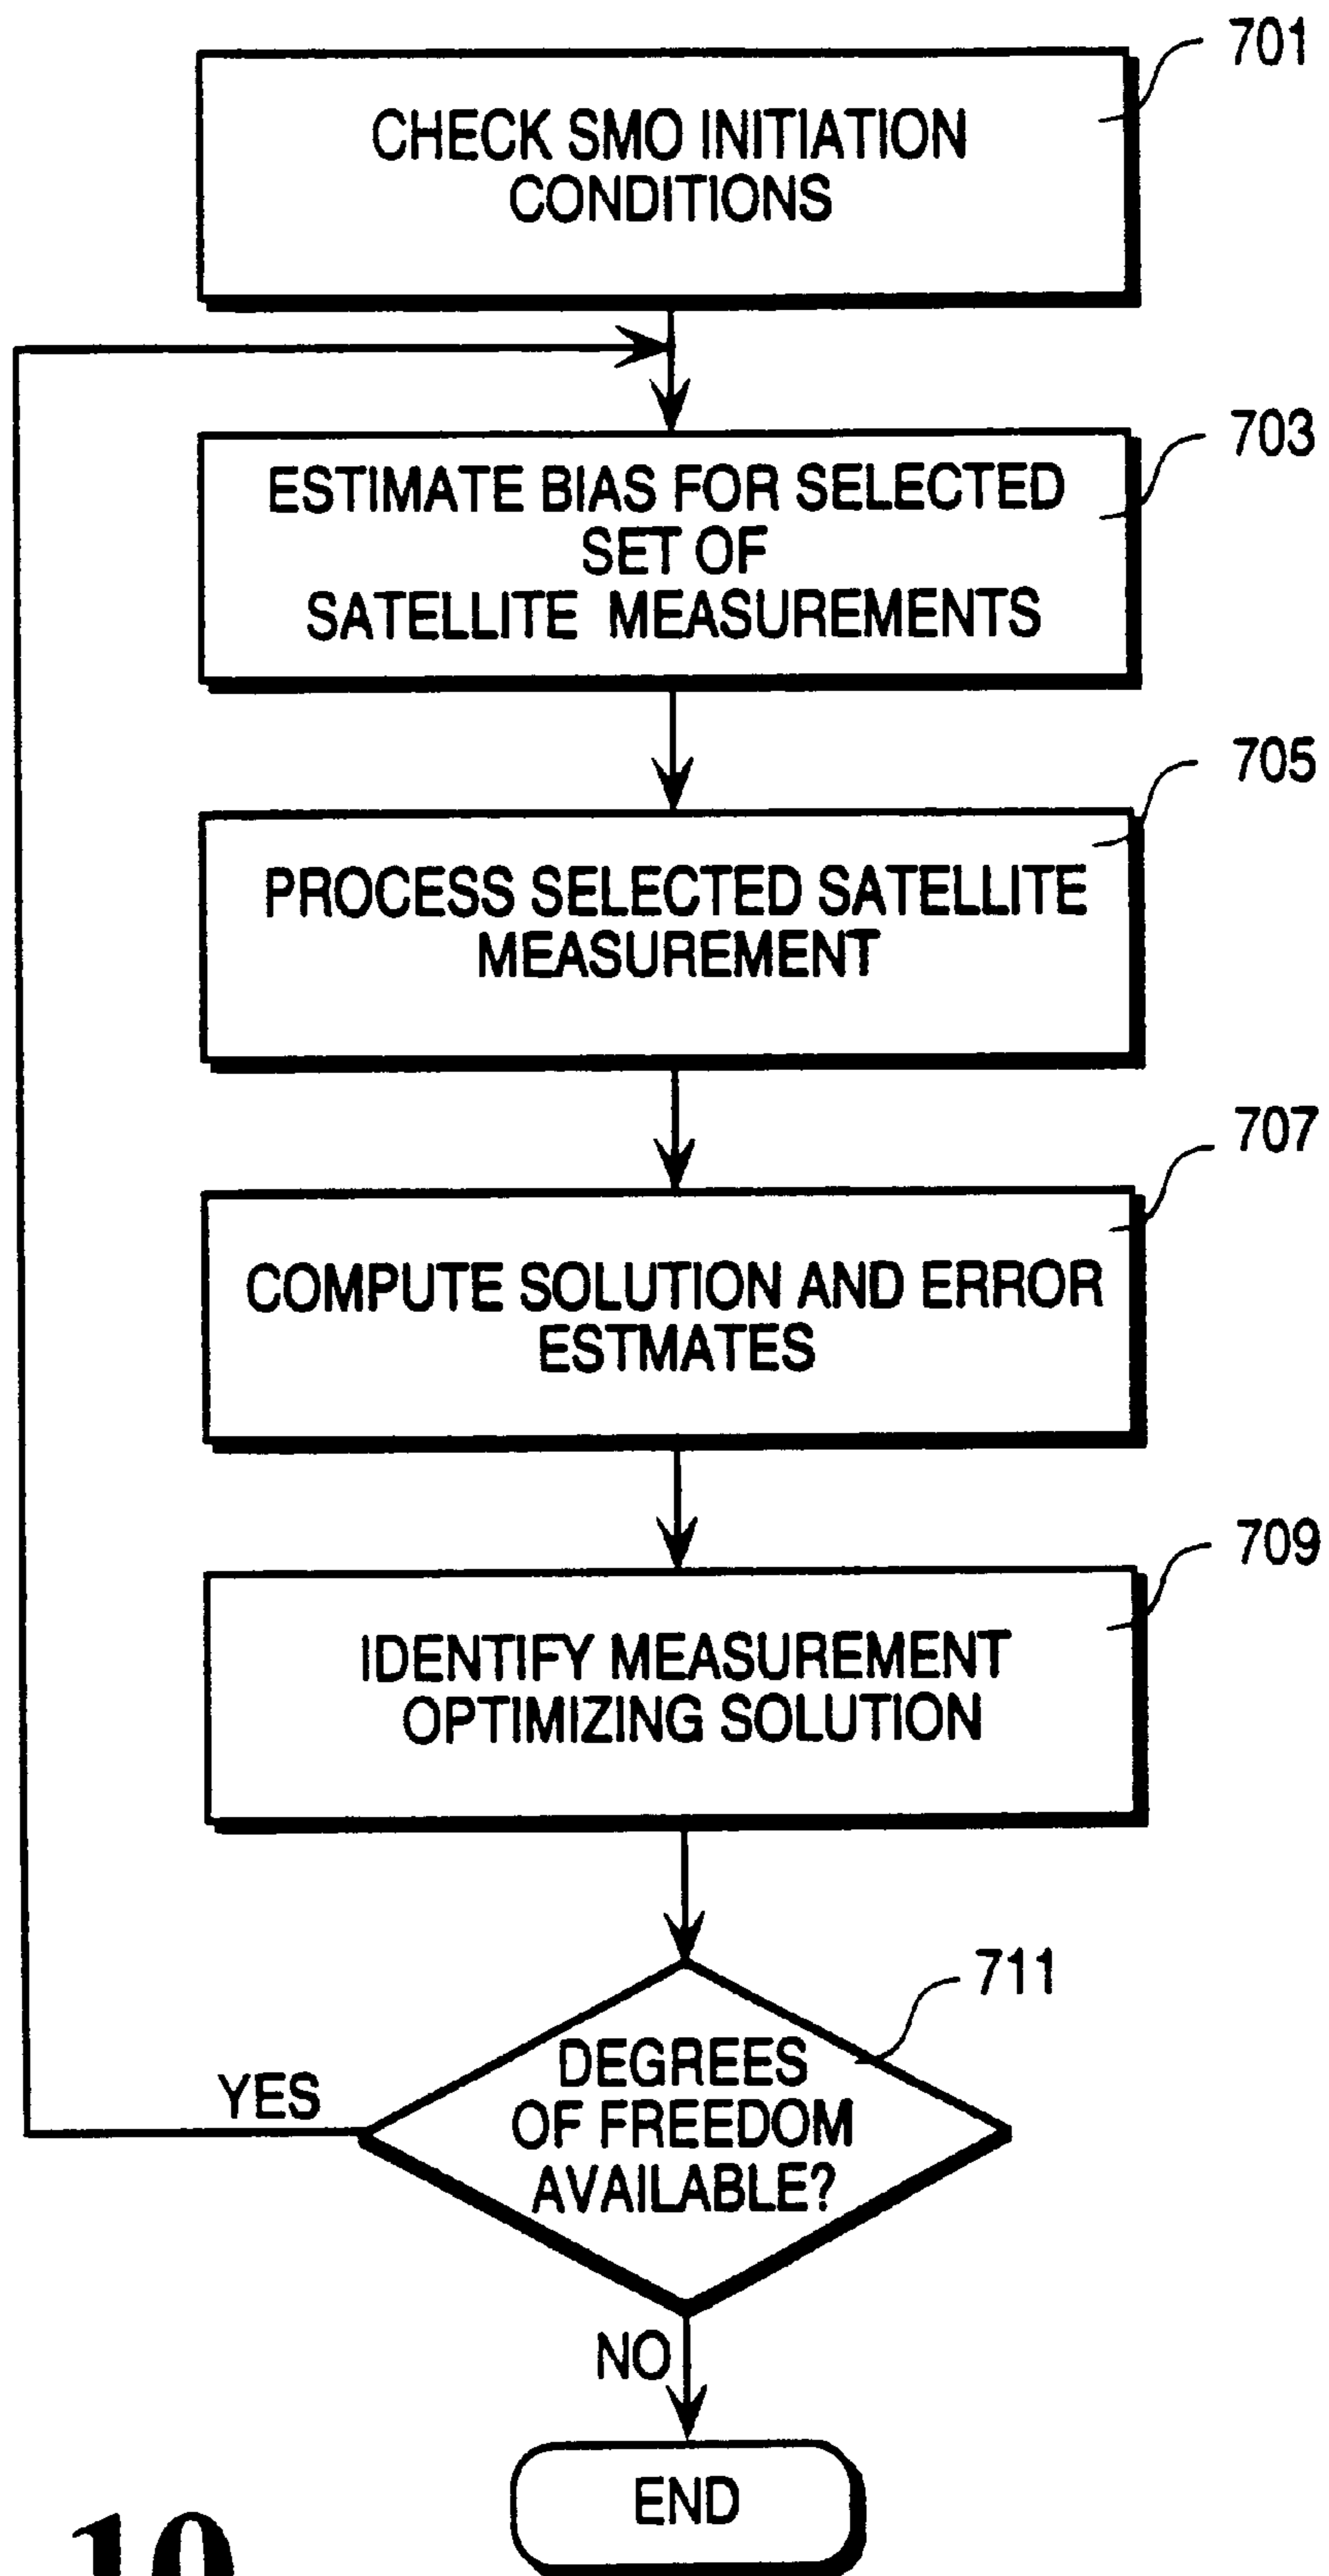 701
CHECK SMO INITIATION
CONDITIONS
703
ESTIMATE BIAS FOR SELECTED
SET OF
SATELLITE MEASUREMENTS
705
PROCESS SELECTED SATELLITE
MEASUREMENT
707
COMPUTE SOLUTION AND ERROR
ESTMATES
709
IDENTIFY MEASUREMENT
OPTIMIZING SOLUTION
711
DEGREES
OF FREEDOM
AVAILABLE?
YES
NO
END
10